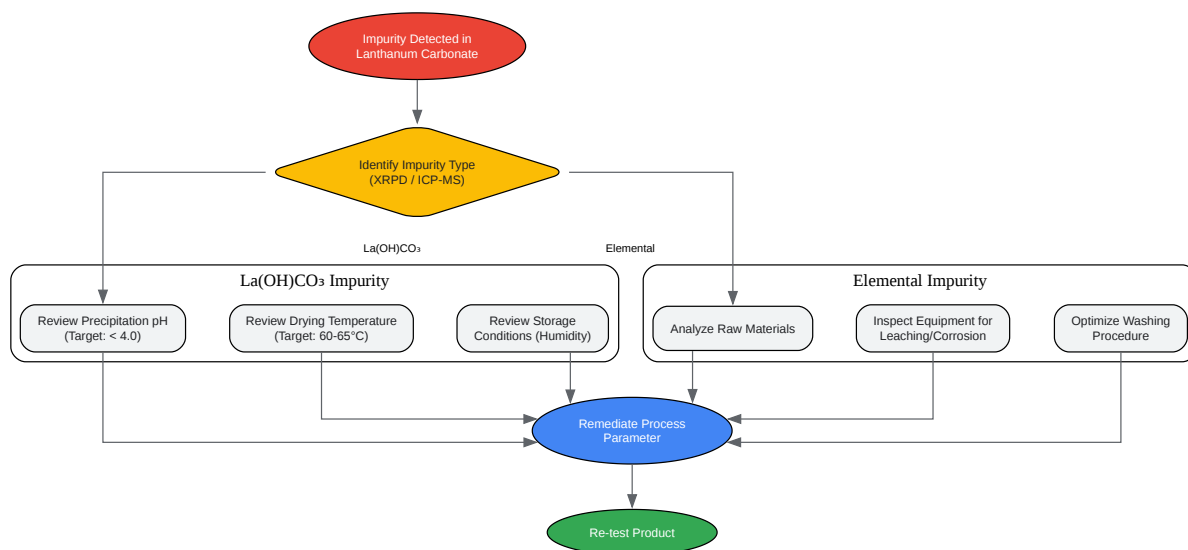 Impurity Detected in
Lanthanum Carbonate
Identify Impurity Type
(XRPD / ICP-MS)
La(OH)CO₃
Elemental
La(OH)CO₃ Impurity
Elemental Impurity
Review Precipitation pH
(Target: < 4.0)
Review Drying Temperature
(Target: 60-65°C)
Review Storage
Conditions (Humidity)
Analyze Raw Materials
Inspect Equipment for
Leaching/Corrosion
Optimize Washing
Procedure
Remediate Process
Parameter
Re-test Product